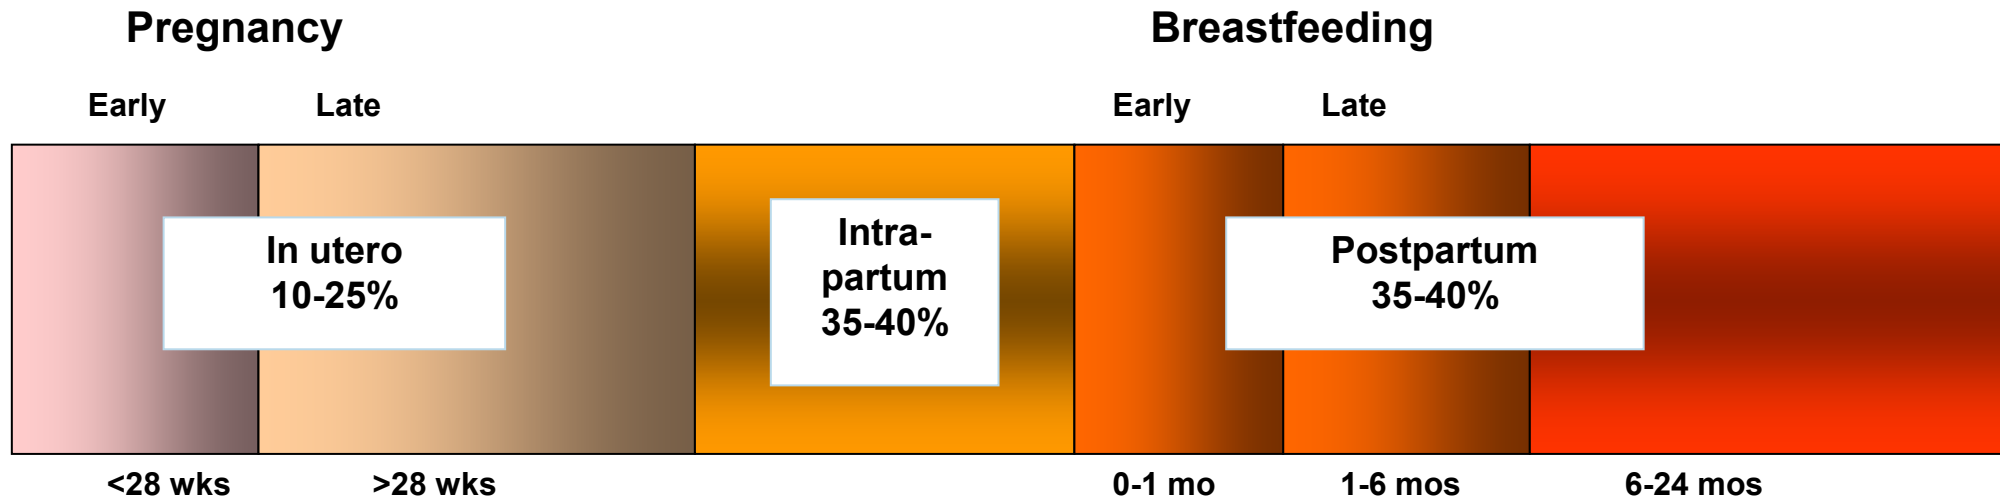 Pregnancy
Breastfeeding
Early
Late
Early
Late
In utero
10-25%
Intra-
partum
35-40%
Postpartum
35-40%
<28 wks
>28 wks
0-1 mo
1-6 mos
6-24 mos